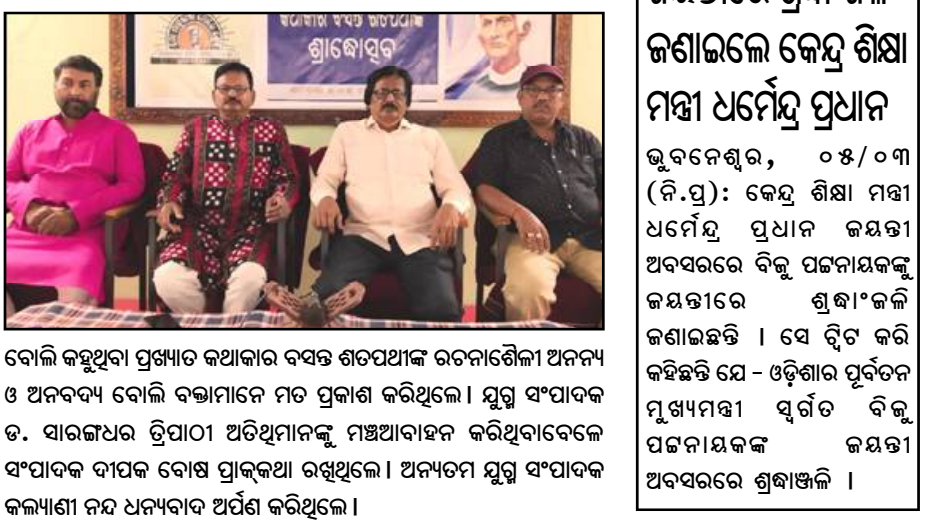 କଥାକାର ବସନ୍ତ ଶତପଥୀଙ୍କ
ଶ୍ରାଦ୍ଧୋତ୍ସବ
ବୋଲି କହୁଥିବା ପ୍ରଖ୍ୟାତ କଥାକାର ବସନ୍ତ ଶତପଥୀଙ୍କ ରଚନାଶୈଳୀ ଅନନ୍ୟ
ଓ ଅନବଦ୍ୟ ବୋଲି ବକ୍ତାମାନେ ମତ ପ୍ରକାଶ କରିଥିଲେ। ଯୁଗ୍ମ ସଂପାଦକ
ଡ. ସାରଙ୍ଗଧର ତ୍ରିପାଠୀ ଅତିଥିମାନଙ୍କୁ ମଞ୍ଚଆବାହନ କରିଥିବାବେଳେ
ସଂପାଦକ ଦୀପକ ବୋଷ ପ୍ରାକ୍‌କଥା ରଖିଥିଲେ। ଅନ୍ୟତମ ଯୁଗ୍ମ ସଂପାଦକ
କଲ୍ୟାଣୀ ନନ୍ଦ ଧନ୍ୟବାଦ ଅର୍ପଣ କରିଥିଲେ।
ଜଣାଇଲେ କେନ୍ଦ୍ର ଶିକ୍ଷା
ମନ୍ତ୍ରୀ ଧର୍ମେନ୍ଦ୍ର ପ୍ରଧାନ
ଭୁବନେଶ୍ୱର, ୦୫/୦୩
(ନି.ପ୍ର): କେନ୍ଦ୍ର ଶିକ୍ଷା ମନ୍ତ୍ରୀ
ଧର୍ମେନ୍ଦ୍ର ପ୍ରଧାନ ଜୟନ୍ତୀ
ଅବସରରେ ବିଜୁ ପଟ୍ଟନାୟକଙ୍କୁ
ଜୟନ୍ତୀରେ ଶ୍ରଦ୍ଧାଂଜଳି
ଜଣାଇଛନ୍ତି । ସେ ଟ୍ୱିଟ କରି
କହିଛନ୍ତି ଯେ - ଓଡ଼ିଶାର ପୂର୍ବତନ
ମୁଖ୍ୟମନ୍ତ୍ରୀ ସ୍ୱର୍ଗତ ବିଜୁ
ପଟ୍ଟନାୟକଙ୍କ ଜୟନ୍ତୀ
ଅବସରରେ ଶ୍ରଦ୍ଧାଞ୍ଜଳି ।